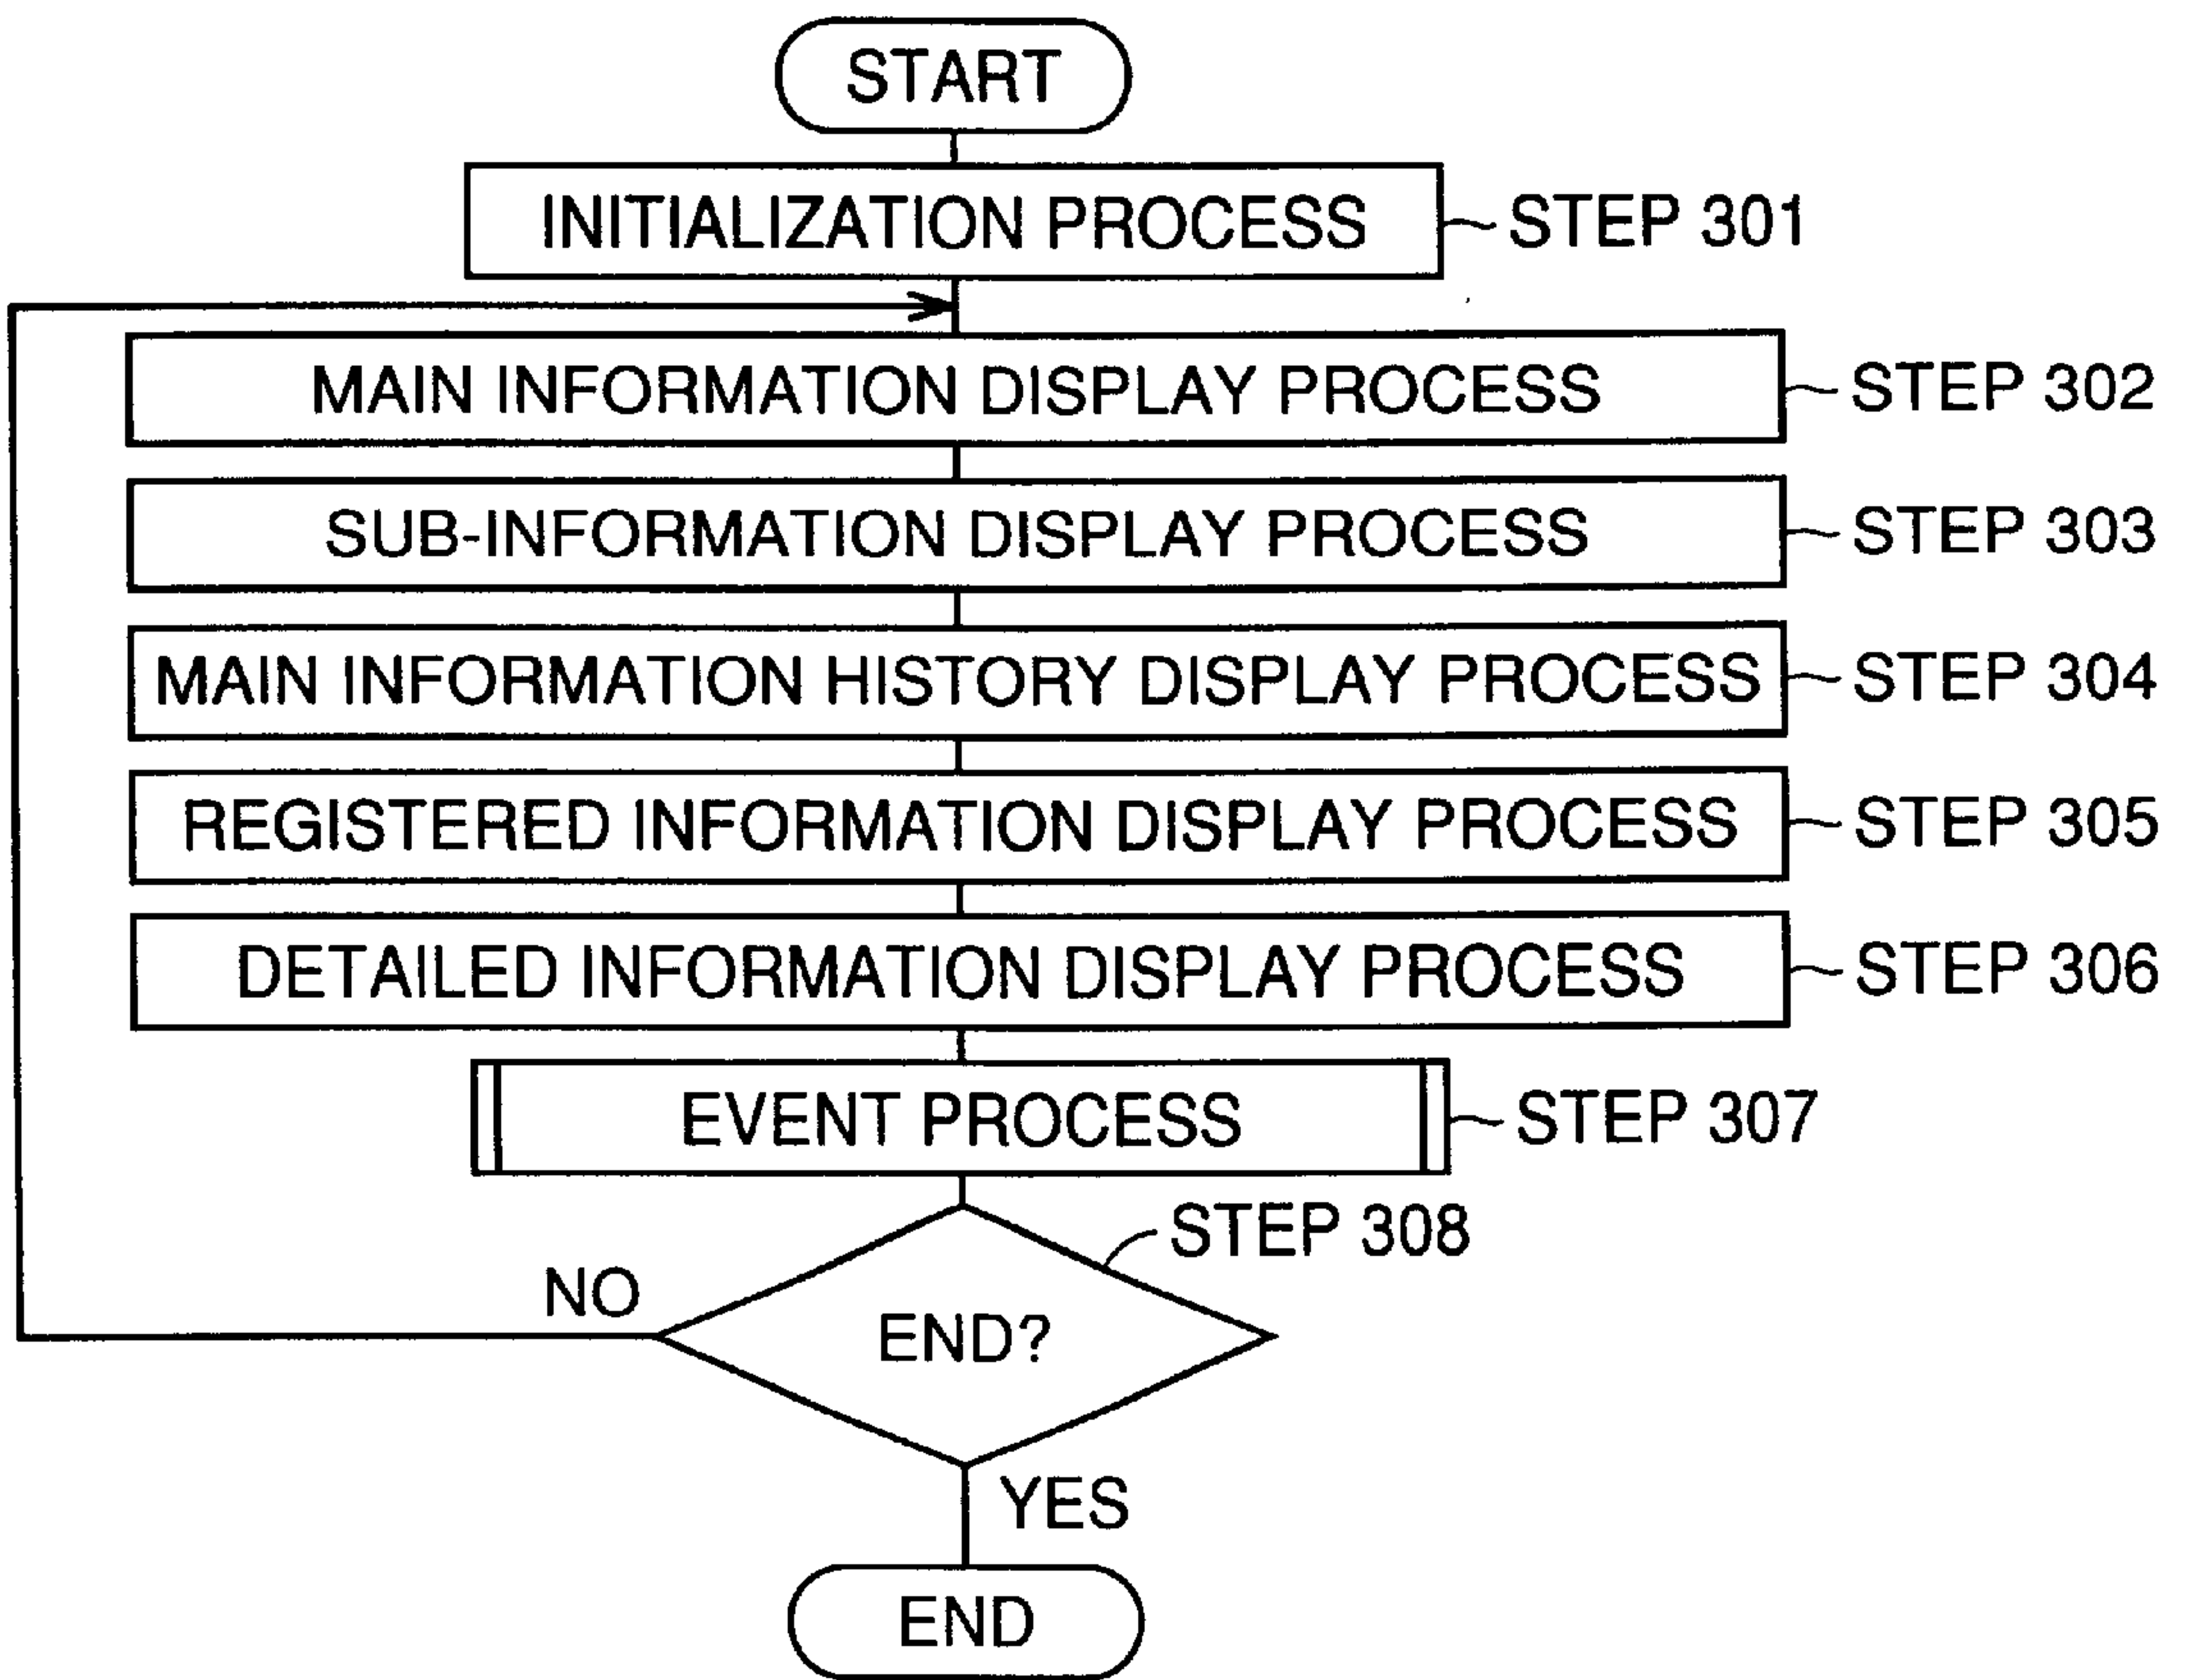 START
INITIALIZATION PROCESS
STEP 301
MAIN INFORMATION DISPLAY PROCESS
STEP 302
SUB-INFORMATION DISPLAY PROCESS
STEP 303
MAIN INFORMATION HISTORY DISPLAY PROCESS
STEP 304
REGISTERED INFORMATION DISPLAY PROCESS
STEP 305
DETAILED INFORMATION DISPLAY PROCESS
STEP 306
EVENT PROCESS
STEP 307
STEP 308
NO
END?
YES
END